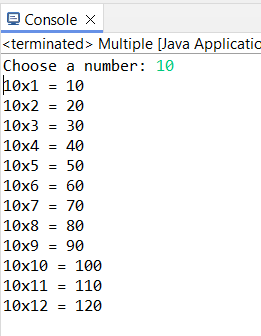 Console
<terminated> Multiple [Java Applicatio
Choose a number: 10
10x1 = 10
10x2 = 20
10x3 = 30
10x4 = 40
10x5 = 50
10x6 = 60
10x7 = 70
10x8 = 80
10x9 = 90
10x10 = 100
10x11 = 110
10x12 = 120